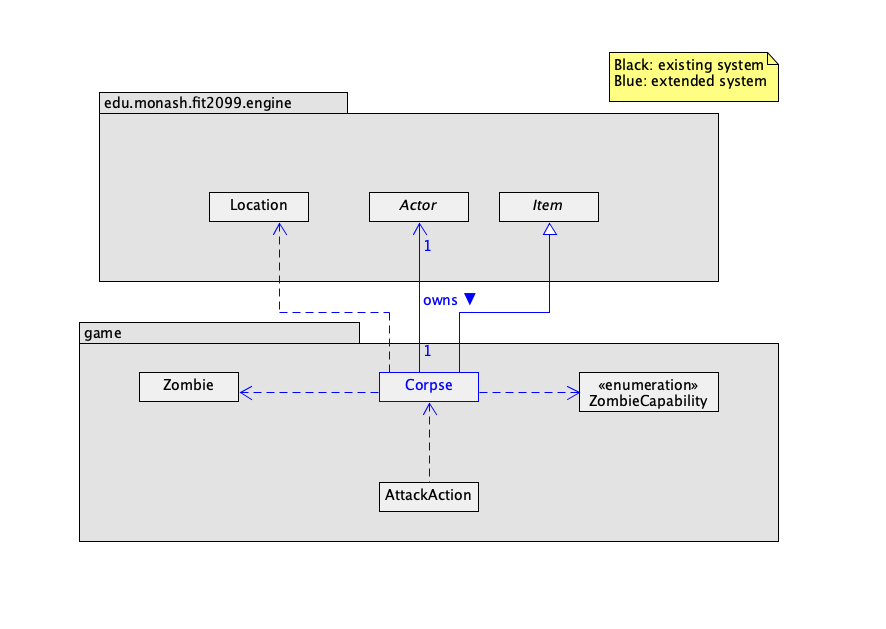 Black: existing system
Blue: extended system
edu.monash.fit2099.engine
Location
Actor
Item
1
owns ▼
game
1
Zombie
Corpse
«enumeration»
ZombieCapability
AttackAction